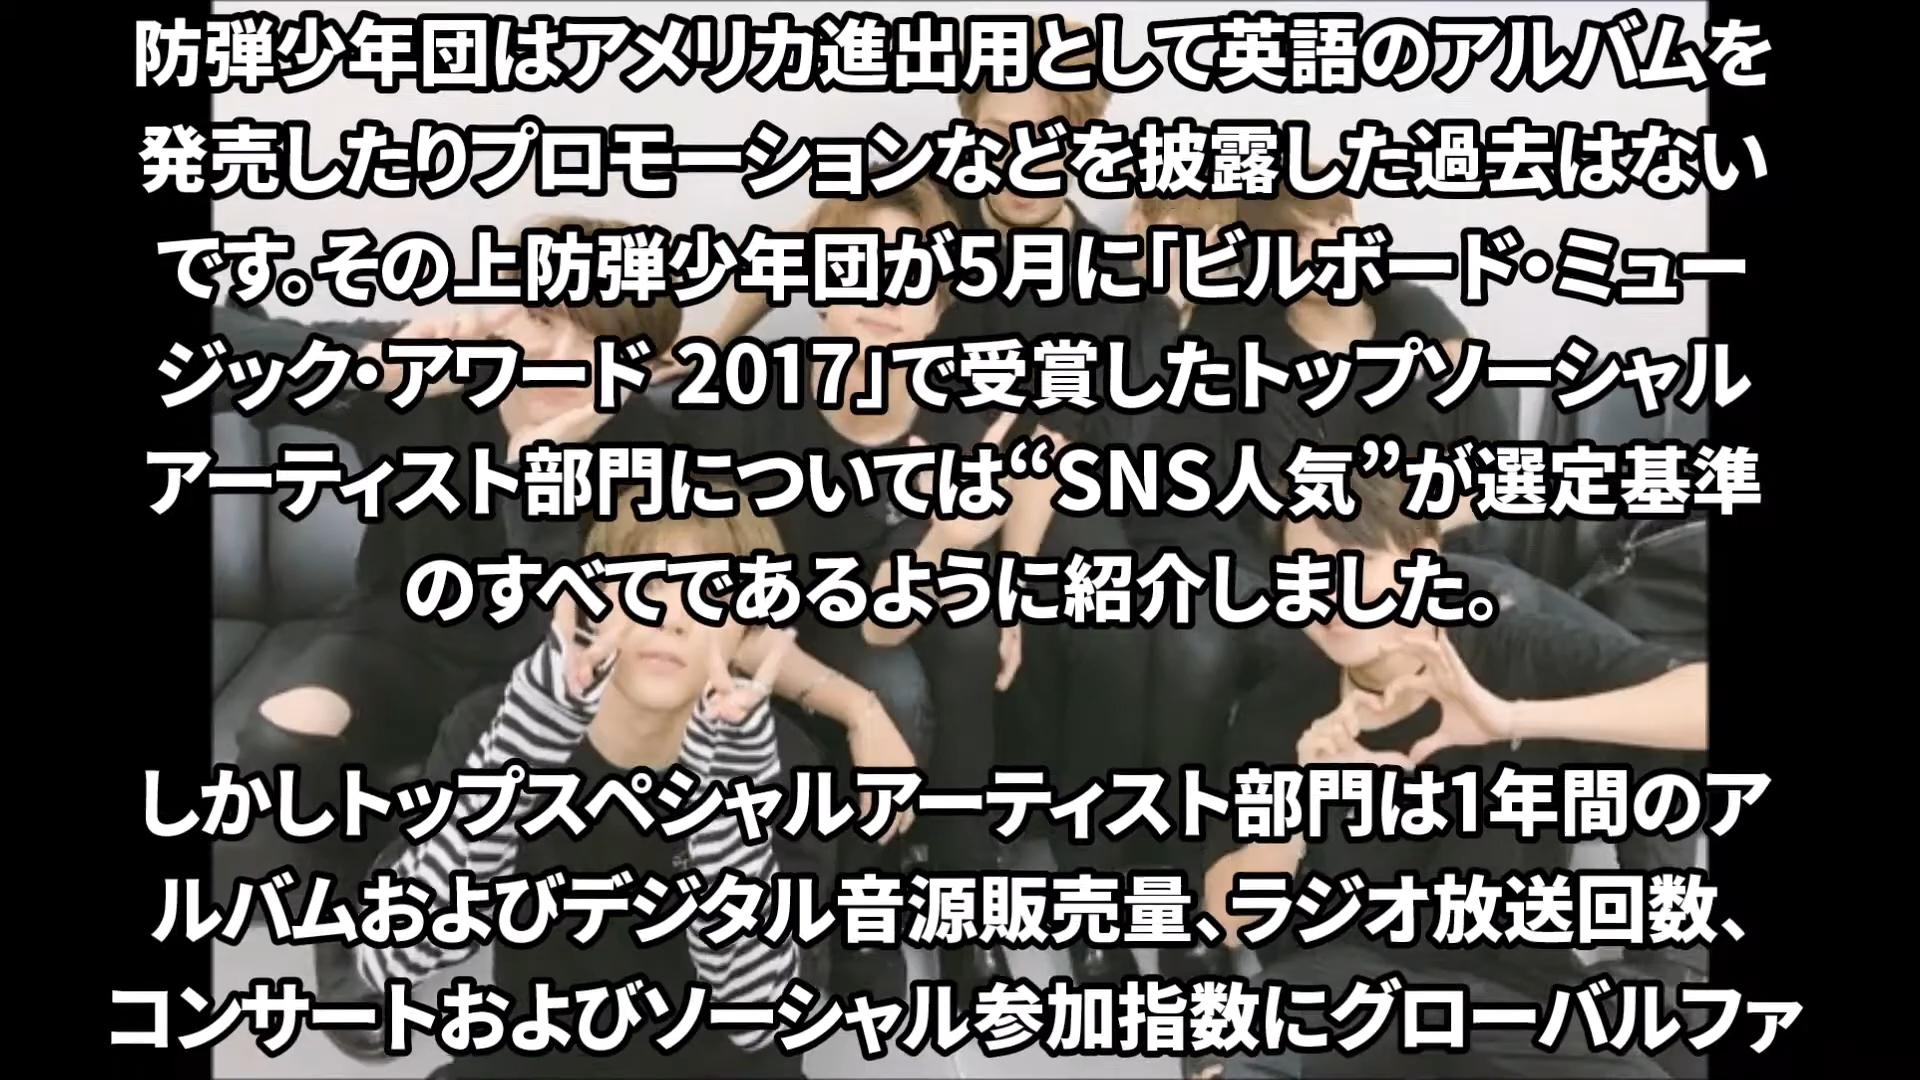 防弾少年団はアメリカ進出用として英語のアルバムを
発売したりプロモーションなどを披露した過去はない
です。その上防弾少年団が5月に「ビルボード・ミュー
ジック・アワード 2017」で受賞したトップソーシャル
アーティスト部門については“SNS人気”が選定基準
のすべてであるように紹介しました。
しかしトップスペシャルアーティスト部門は1年間のア
ルバムおよびデジタル音源販売量、ラジオ放送回数、
コンサートおよびソーシャル参加指数にグローバルファ